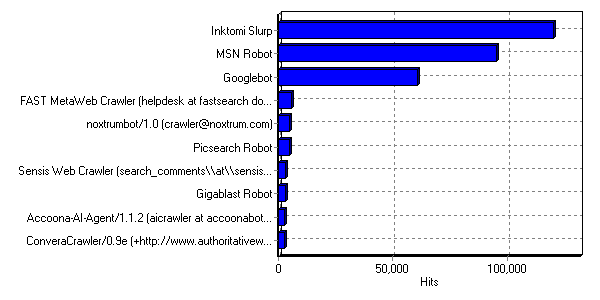 Inktomi Slurp
MSN Robot
Googlebot
FAST MetaWeb Crawler (helpdesk at fastsearch do...
noxtrumbot/1.0 (crawler@noxtrum.com)
Picsearch Robot
Sensis Web Crawler (search_comments\\at\\sensis...
Gigablast Robot
Accoona-AI-Agent/1.1.2 (aicrawler at accoonabot...
ConveraCrawler/0.9e (+http://www.authoritativew...
0 50,000 100,000
Hits